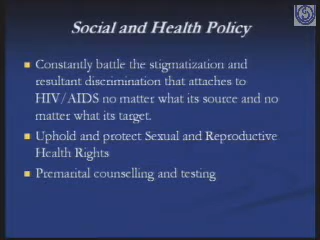 Social and Health Policy
Constantly battle the stigmatization and
resultant discrimination that attaches to
HIV/AIDS no matter what its source and no
matter what its target.
Uphold and protect Sexual and Reproductive
Health Rights
Premarital counselling and testing